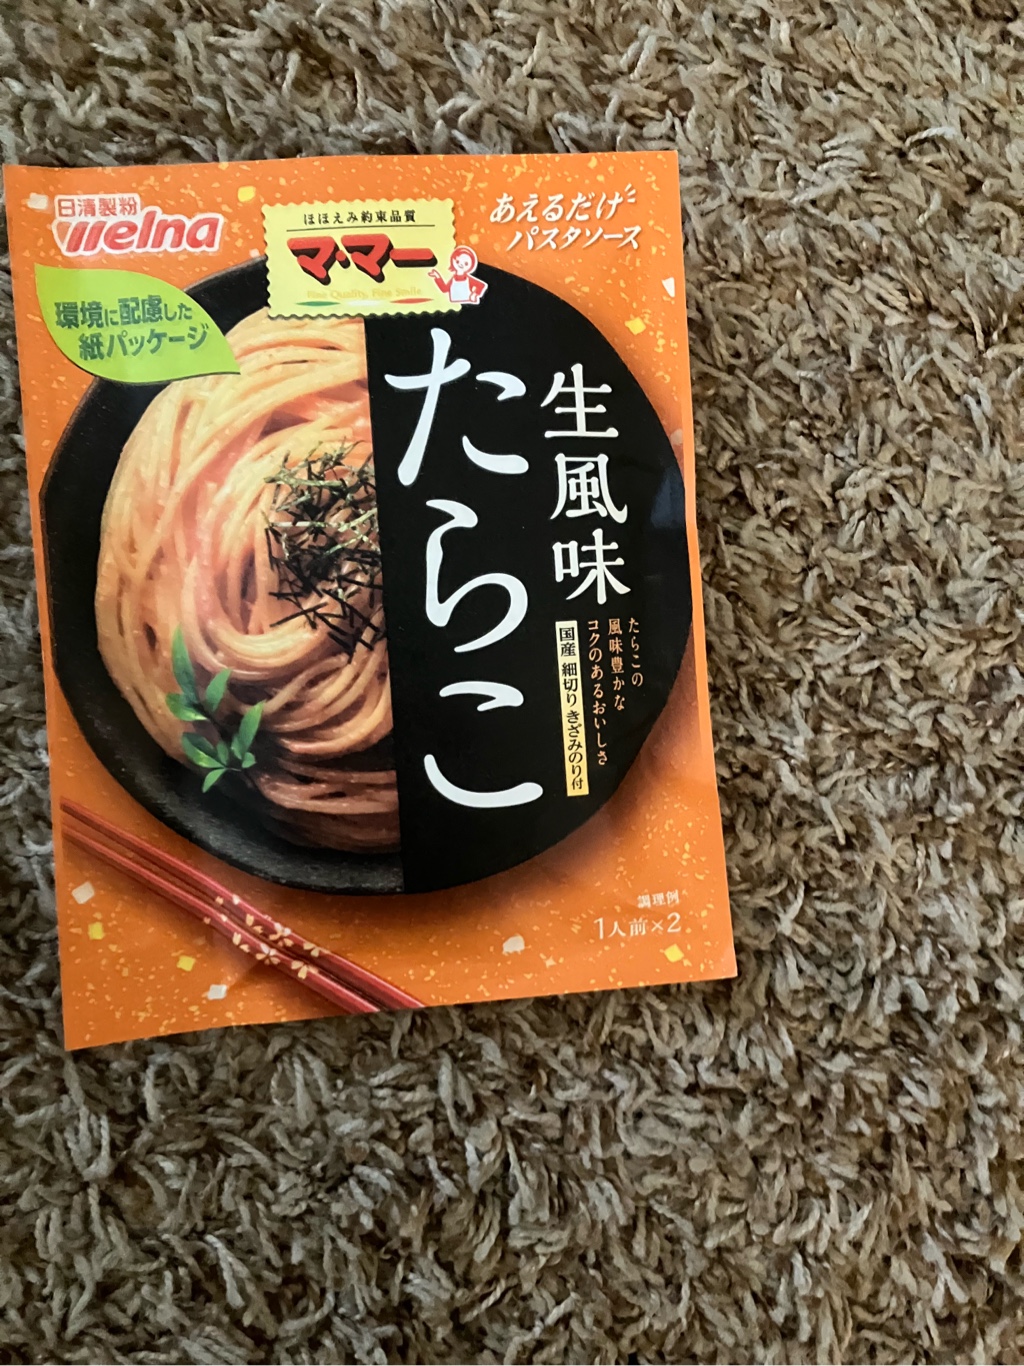 日清製粉
Welna
ほほえみ約束品質
マ・マー
Fine Quality, Fine Smile
あえるだけ
パスタソース
環境に配慮した
紙パッケージ
生風味
たらこ
たらこの
風味豊かな
コクのあるおいしさ
国産 細切り きざみのり付
調理例
1人前×2